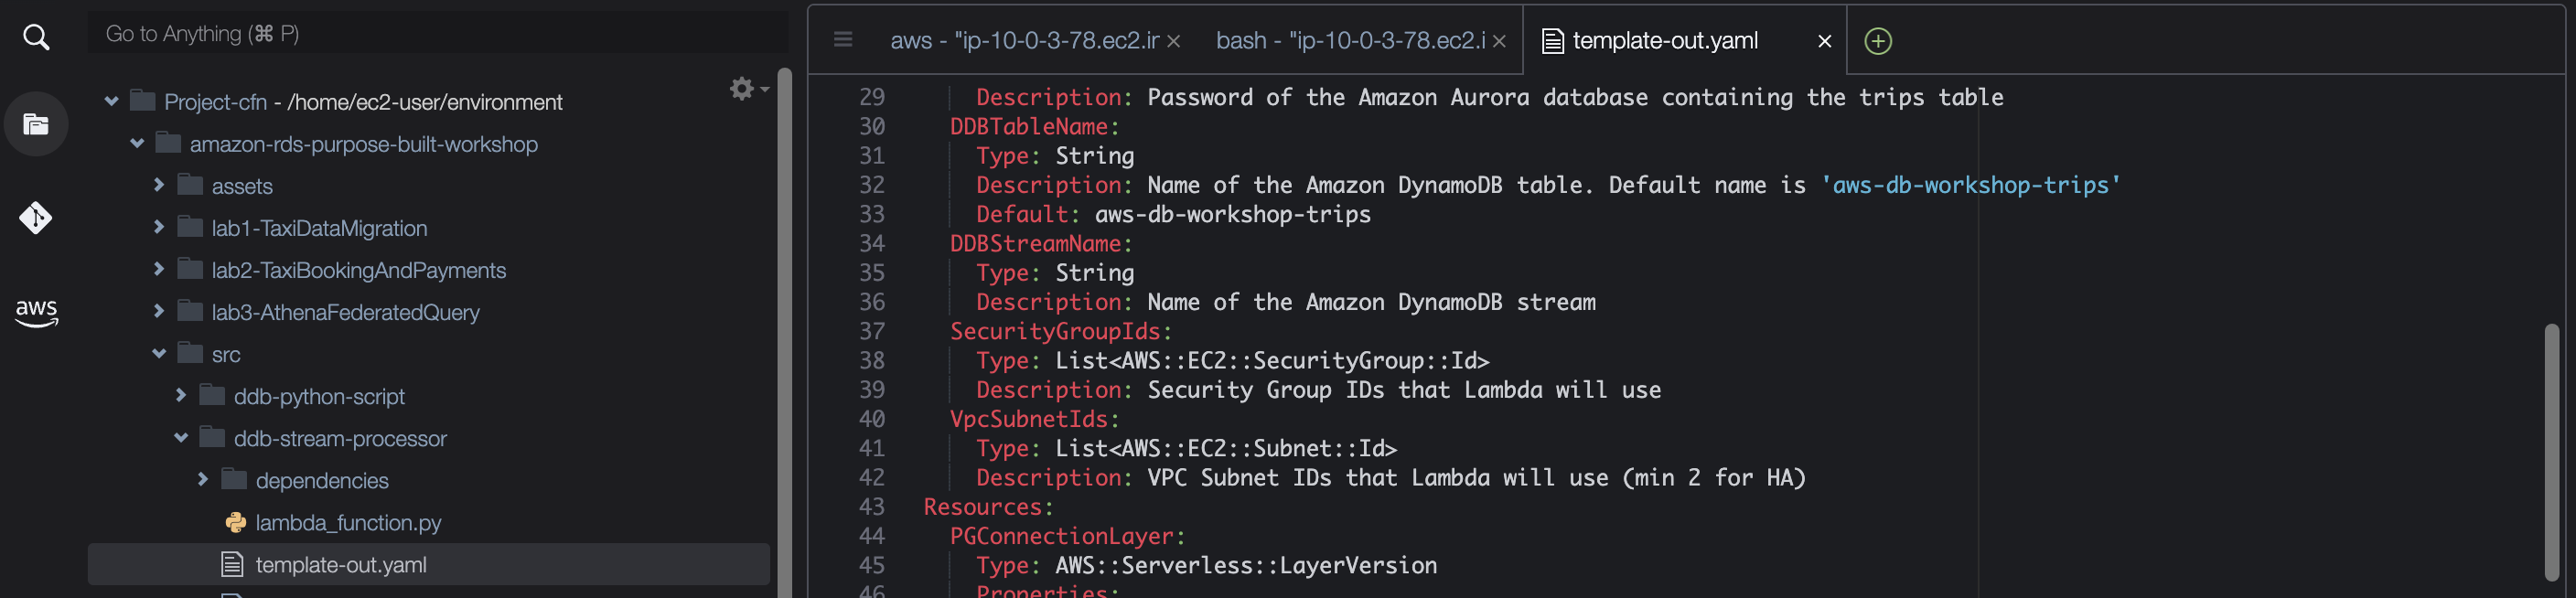 Go to Anything (⌘ P)
Project-cfn - /home/ec2-user/environment
amazon-rds-purpose-built-workshop
assets
lab1-TaxiDataMigration
lab2-TaxiBookingAndPayments
aws
lab3-AthenaFederatedQuery
src
ddb-python-script
ddb-stream-processor
dependencies
lambda_function.py
template-out.yaml
aws - "ip-10-0-3-78.ec2.ir
bash - "ip-10-0-3-78.ec2.i
template-out.yaml
29 Description: Password of the Amazon Aurora database containing the trips table
30 DDBTableName:
31 Type: String
32 Description: Name of the Amazon DynamoDB table. Default name is 'aws-db-workshop-trips'
33 Default: aws-db-workshop-trips
34 DDBStreamName:
35 Type: String
36 Description: Name of the Amazon DynamoDB stream
37 SecurityGroupIds:
38 Type: List<AWS::EC2::SecurityGroup::Id>
39 Description: Security Group IDs that Lambda will use
40 VpcSubnetIds:
41 Type: List<AWS::EC2::Subnet::Id>
42 Description: VPC Subnet IDs that Lambda will use (min 2 for HA)
43 Resources:
44 PGConnectionLayer:
45 Type: AWS::Serverless::LayerVersion
46 Properties: